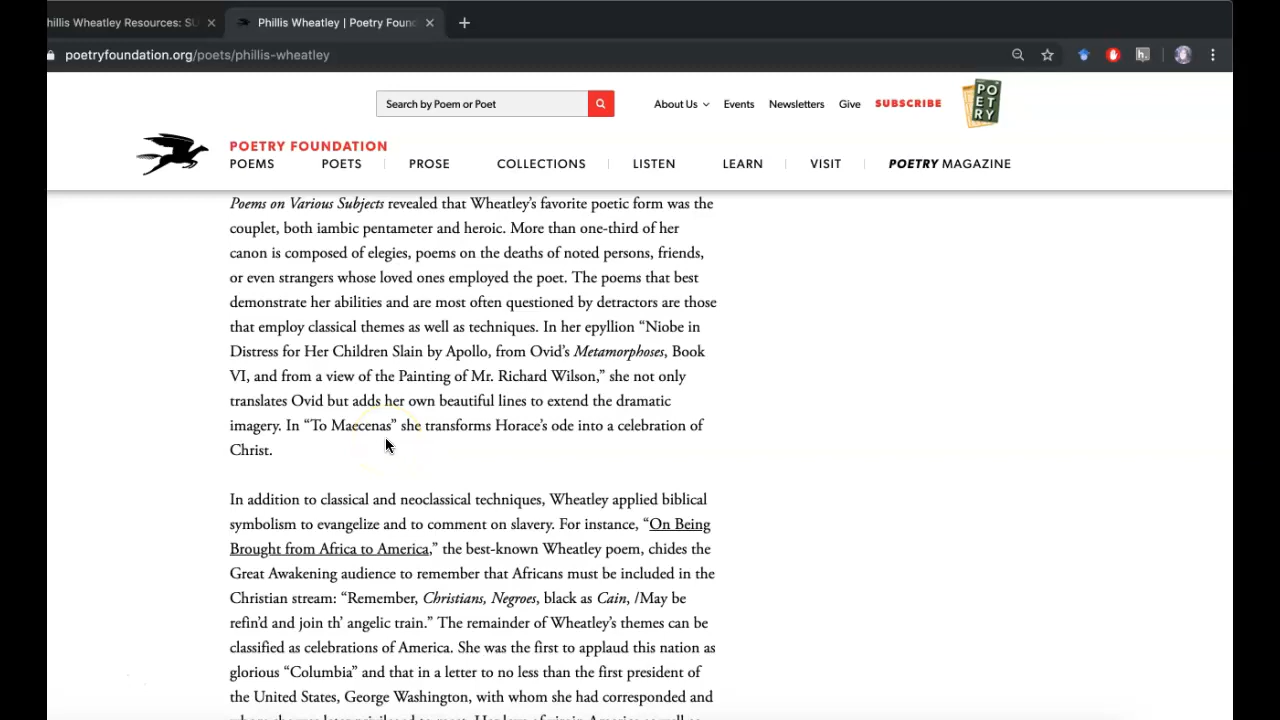 hillis Wheatley Resources: SU
Phillis Wheatley | Poetry Foun
poetryfoundation.org/poets/phillis-wheatley
h.
Search by Poem or Poet
About Us
Events
Newsletters
Give
SUBSCRIBE
PO
ET
RY
POETRY FOUNDATION
POEMS
POETS
PROSE
COLLECTIONS
LISTEN
LEARN
VISIT
POETRY MAGAZINE
Poems on Various Subjects revealed that Wheatley’s favorite poetic form was the
couplet, both iambic pentameter and heroic. More than one-third of her
canon is composed of elegies, poems on the deaths of noted persons, friends,
or even strangers whose loved ones employed the poet. The poems that best
demonstrate her abilities and are most often questioned by detractors are those
that employ classical themes as well as techniques. In her epyllion “Niobe in
Distress for Her Children Slain by Apollo, from Ovid’s Metamorphoses, Book
VI, and from a view of the Painting of Mr. Richard Wilson,” she not only
translates Ovid but adds her own beautiful lines to extend the dramatic
imagery. In “To Maecenas” she transforms Horace’s ode into a celebration of
Christ.
In addition to classical and neoclassical techniques, Wheatley applied biblical
symbolism to evangelize and to comment on slavery. For instance, “On Being
Brought from Africa to America,” the best-known Wheatley poem, chides the
Great Awakening audience to remember that Africans must be included in the
Christian stream: “Remember, Christians, Negroes, black as Cain, /May be
refin’d and join th’ angelic train.” The remainder of Wheatley’s themes can be
classified as celebrations of America. She was the first to applaud this nation as
glorious “Columbia” and that in a letter to no less than the first president of
the United States, George Washington, with whom she had corresponded and